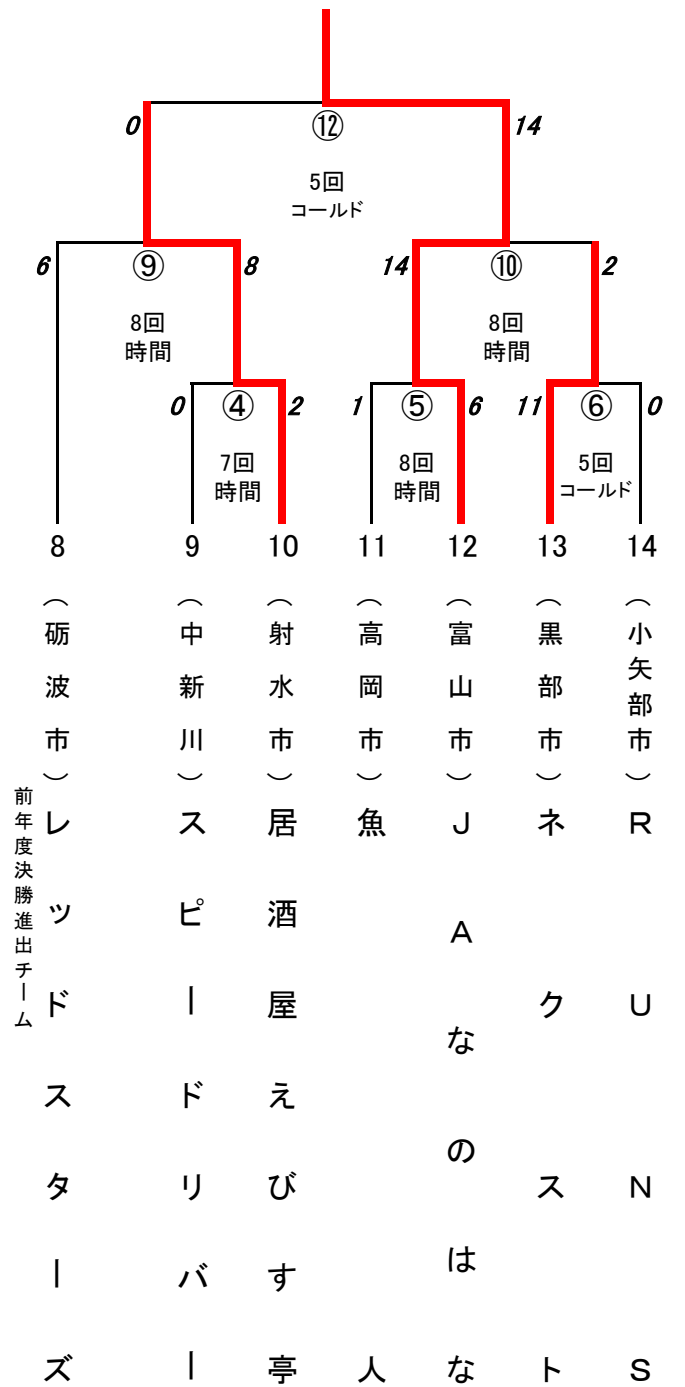 0 ⑫ 14
5回
コールド
6 ⑨ 8
14 ⑩ 2
8回
時間
8回
時間
0 ④ 2
1 ⑤ 6
11 ⑥ 0
7回
時間
8回
時間
5回
コールド
8 9 10 11 12 13 14
（砺波市）レッドスターズ
前年度決勝進出チーム
（中新川）スピードリバー
（射水市）居酒屋えびす亭
（高岡市）魚人
（富山市）ＪＡなのはな
（黒部市）ネクスト
（小矢部市）ＲＵＮＳ